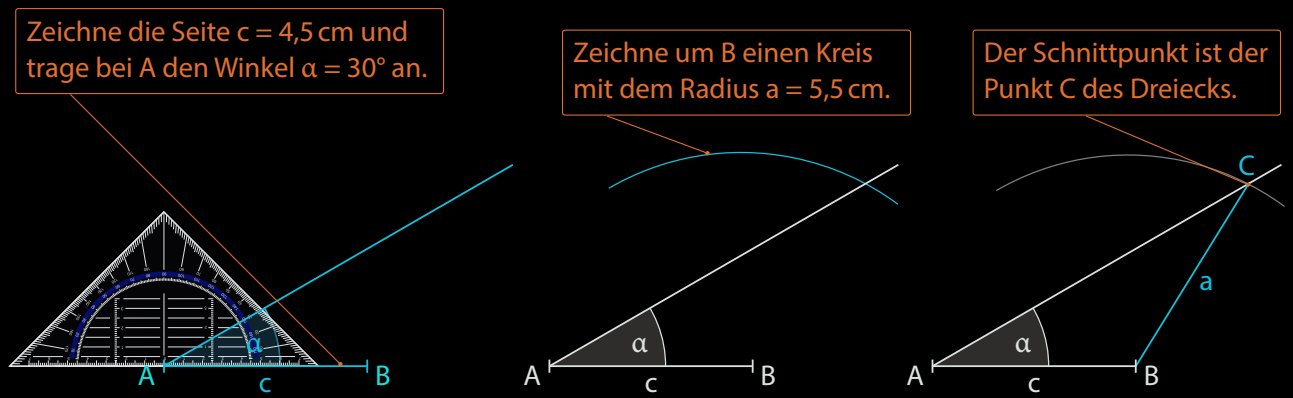 Zeichne die Seite c = 4,5 cm und
trage bei A den Winkel α = 30° an.
Zeichne um B einen Kreis
mit dem Radius a = 5,5 cm.
Der Schnittpunkt ist der
Punkt C des Dreiecks.
α
A
c
B
α
A
c
B
C
a
α
A
c
B